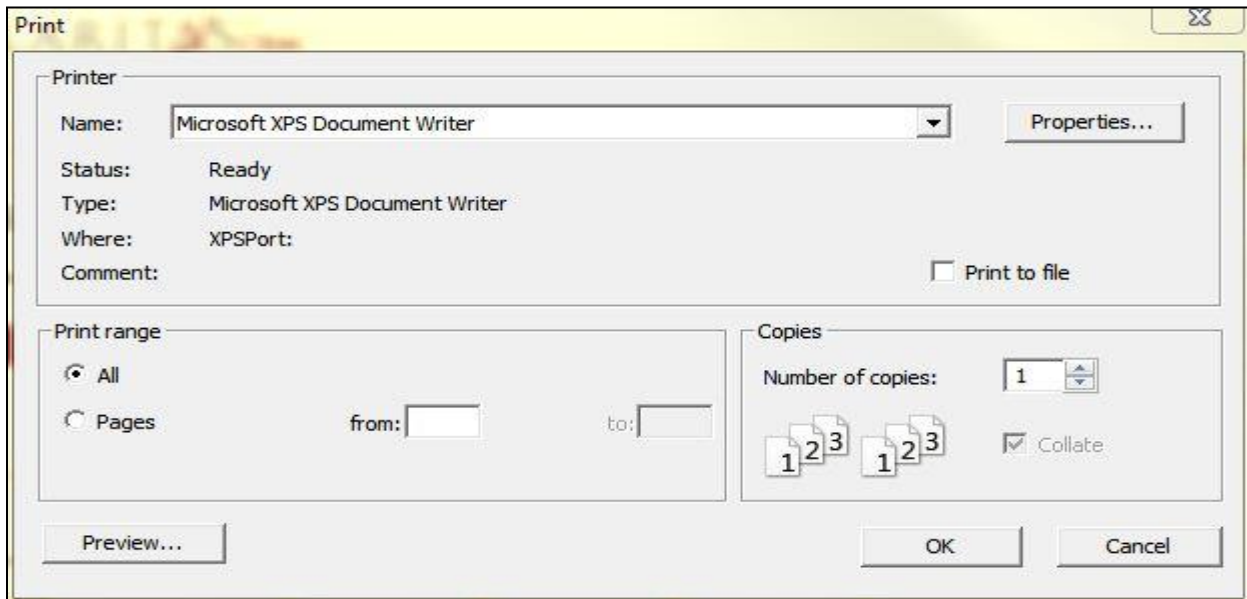 Print
Printer
Name: Microsoft XPS Document Writer Properties...
Status: Ready
Type: Microsoft XPS Document Writer
Where: XPSPort:
Comment: Print to file
Print range
All
Pages from: to:
Copies
Number of copies: 1
1 2 3 1 2 3 Collate
Preview... OK Cancel